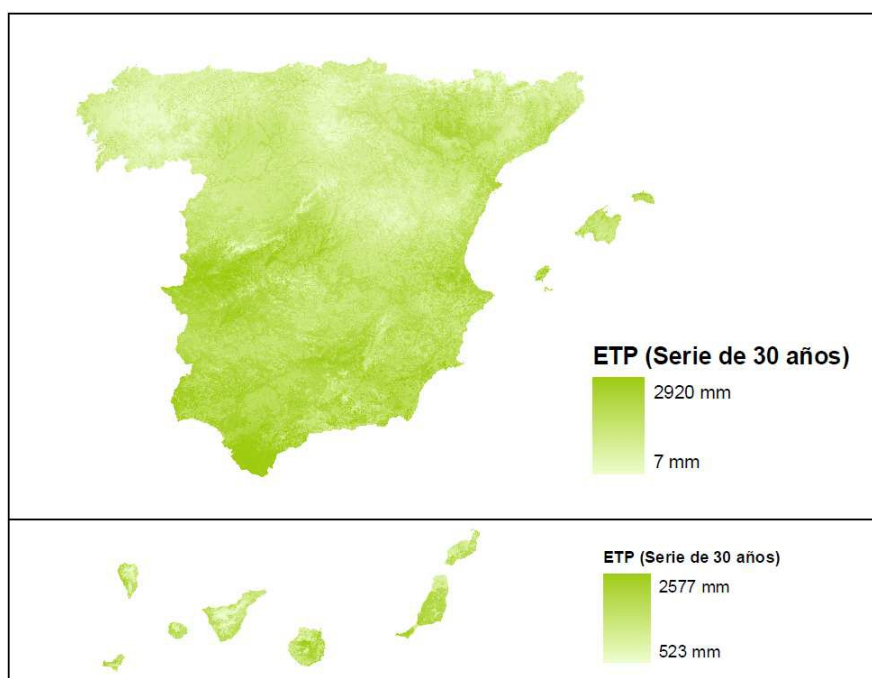 ETP (Serie de 30 años)
2920 mm
7 mm
ETP (Serie de 30 años)
2577 mm
523 mm